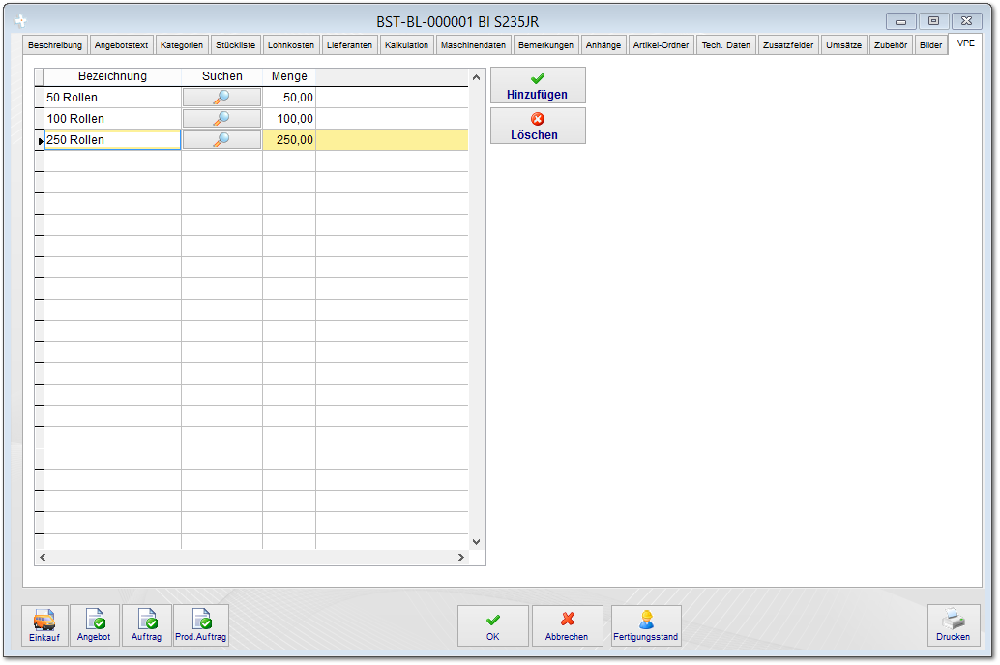 BST-BL-000001 BI S235JR
Beschreibung Angebotstext Kategorien Stückliste Lohnkosten Lieferanten Kalkulation Maschinendaten Bemerkungen Anhänge Artikel-Ordner Tech. Daten Zusatzfelder Umsätze Zubehör Bilder VPE
Bezeichnung Suchen Menge
50 Rollen 50,00
100 Rollen 100,00
250 Rollen 250,00
Hinzufügen
Löschen
Einkauf Angebot Auftrag Prod.Auftrag OK Abbrechen Fertigungsstand Drucken